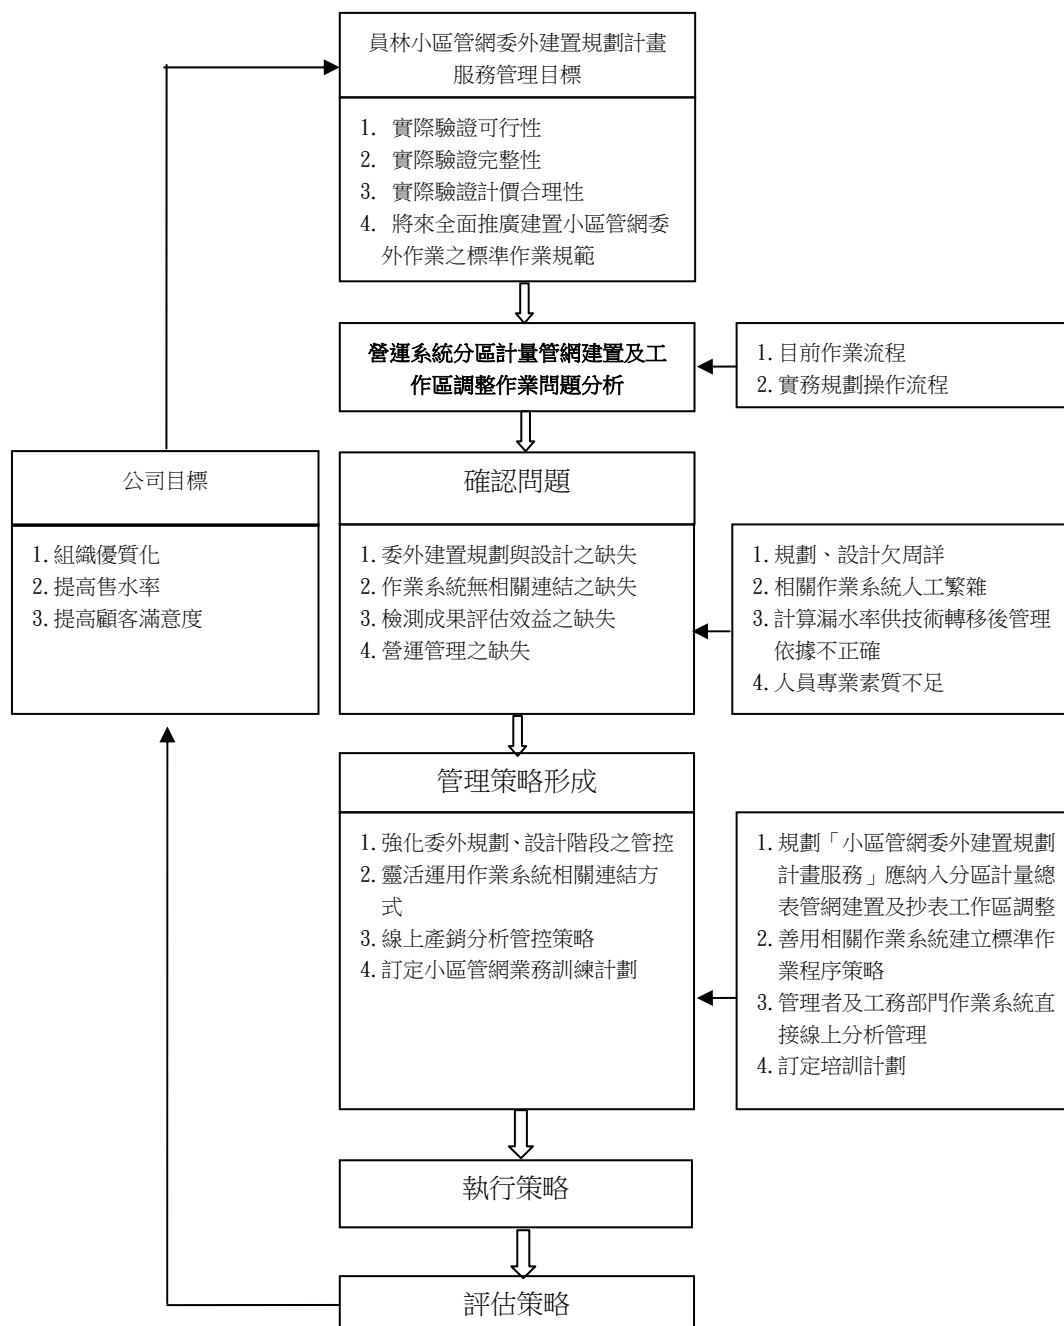 員林小區管網委外建置規劃計畫
服務管理目標
1. 實際驗證可行性
2. 實際驗證完整性
3. 實際驗證計價合理性
4. 將來全面推廣建置小區管網委
外作業之標準作業規範
營運系統分區計量管網建置及工
作區調整作業問題分析
1. 目前作業流程
2. 實務規劃操作流程
公司目標
1. 組織優質化
2. 提高售水率
3. 提高顧客滿意度
確認問題
1. 委外建置規劃與設計之缺失
2. 作業系統無相關連結之缺失
3. 檢測成果評估效益之缺失
4. 營運管理之缺失
1. 規劃、設計欠周詳
2. 相關作業系統人工繁雜
3. 計算漏水率供技術轉移後管理
依據不正確
4. 人員專業素質不足
管理策略形成
1. 強化委外規劃、設計階段之管控
2. 靈活運用作業系統相關連結方
式
3. 線上產銷分析管控策略
4. 訂定小區管網業務訓練計劃
1. 規劃「小區管網委外建置規劃
計畫服務」應納入分區計量總
表管網建置及抄表工作區調整
2. 善用相關作業系統建立標準作
業程序策略
3. 管理者及工務部門作業系統直
接線上分析管理
4. 訂定培訓計劃
執行策略
評估策略